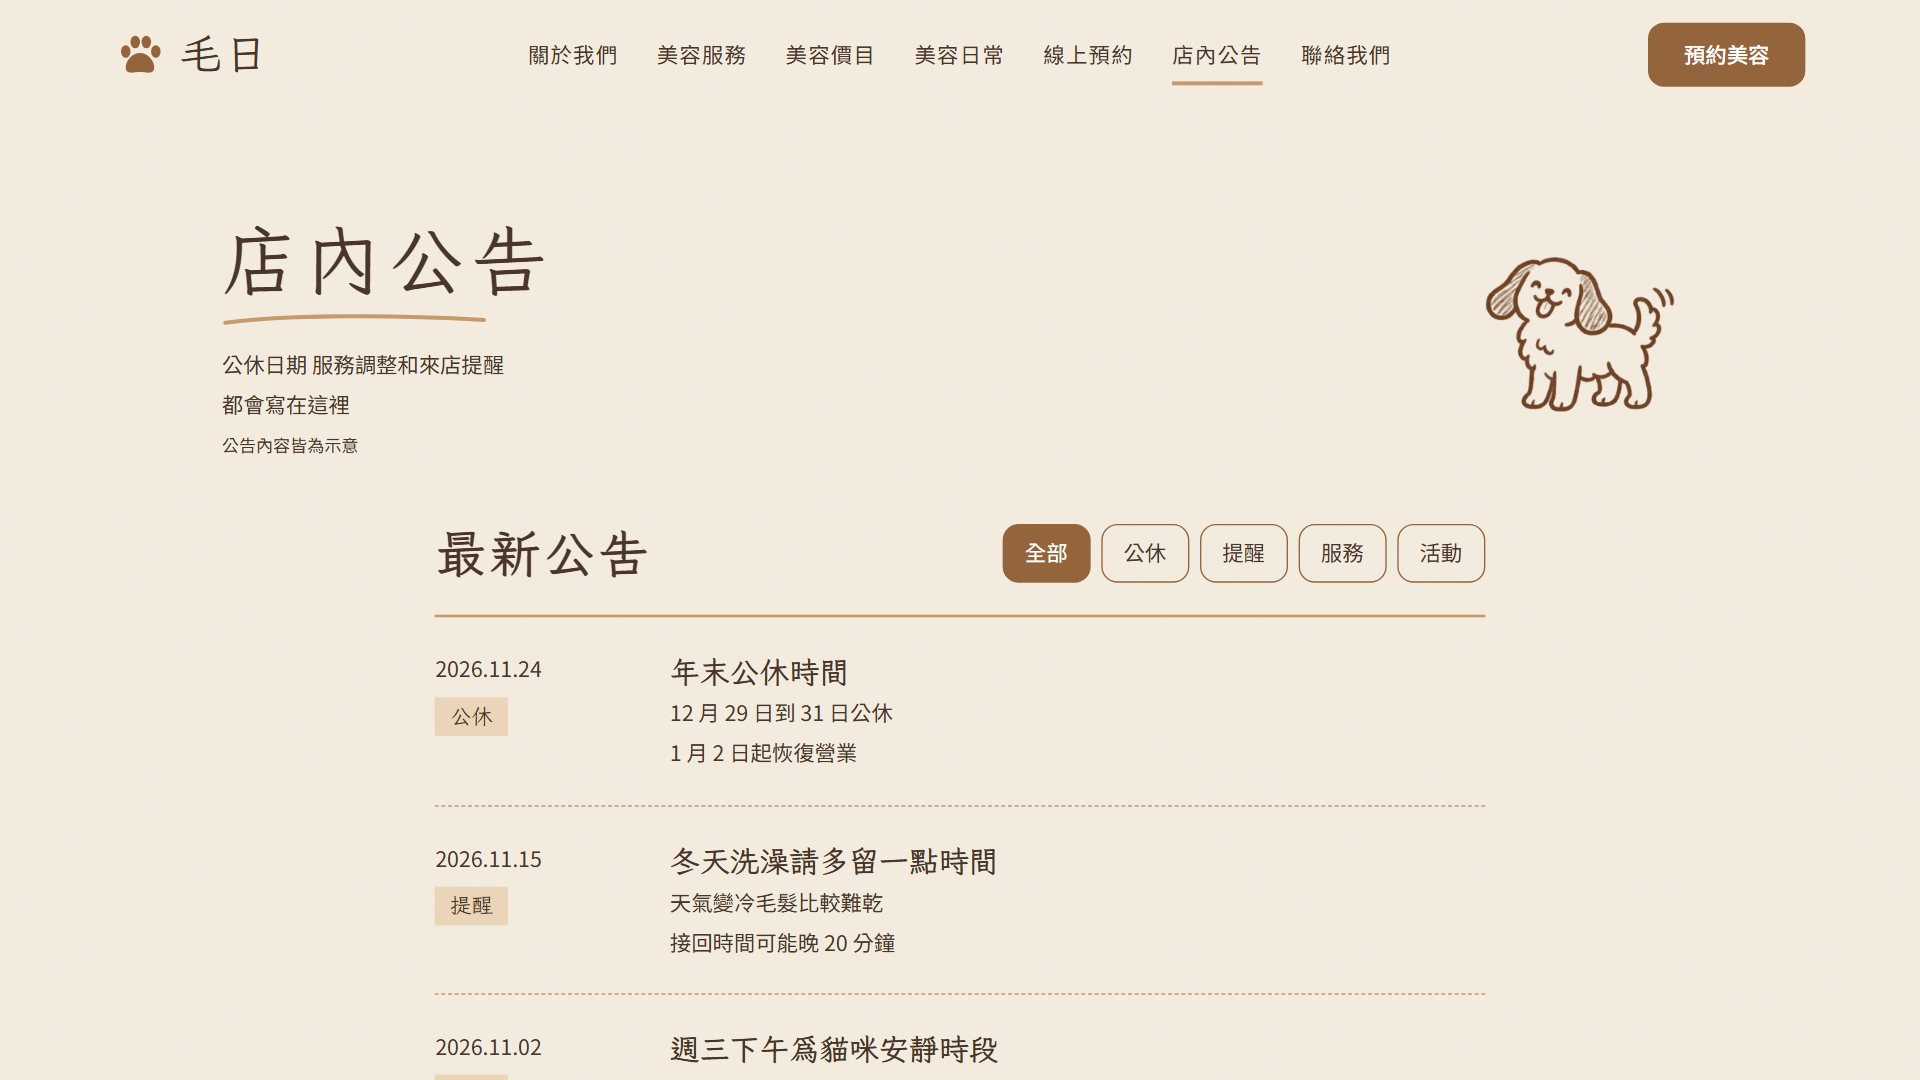 毛日
關於我們
美容服務
美容價目
美容日常
線上預約
店內公告
聯絡我們
預約美容
店內公告
公休日期 服務調整和來店提醒
都會寫在這裡
公告內容皆為示意
最新公告
全部
公休
提醒
服務
活動
2026.11.24
公休
年末公休時間
12 月 29 日到 31 日公休
1 月 2 日起恢復營業
2026.11.15
提醒
冬天洗澡請多留一點時間
天氣變冷毛髮比較難乾
接回時間可能晚 20 分鐘
2026.11.02
週三下午為貓咪安靜時段